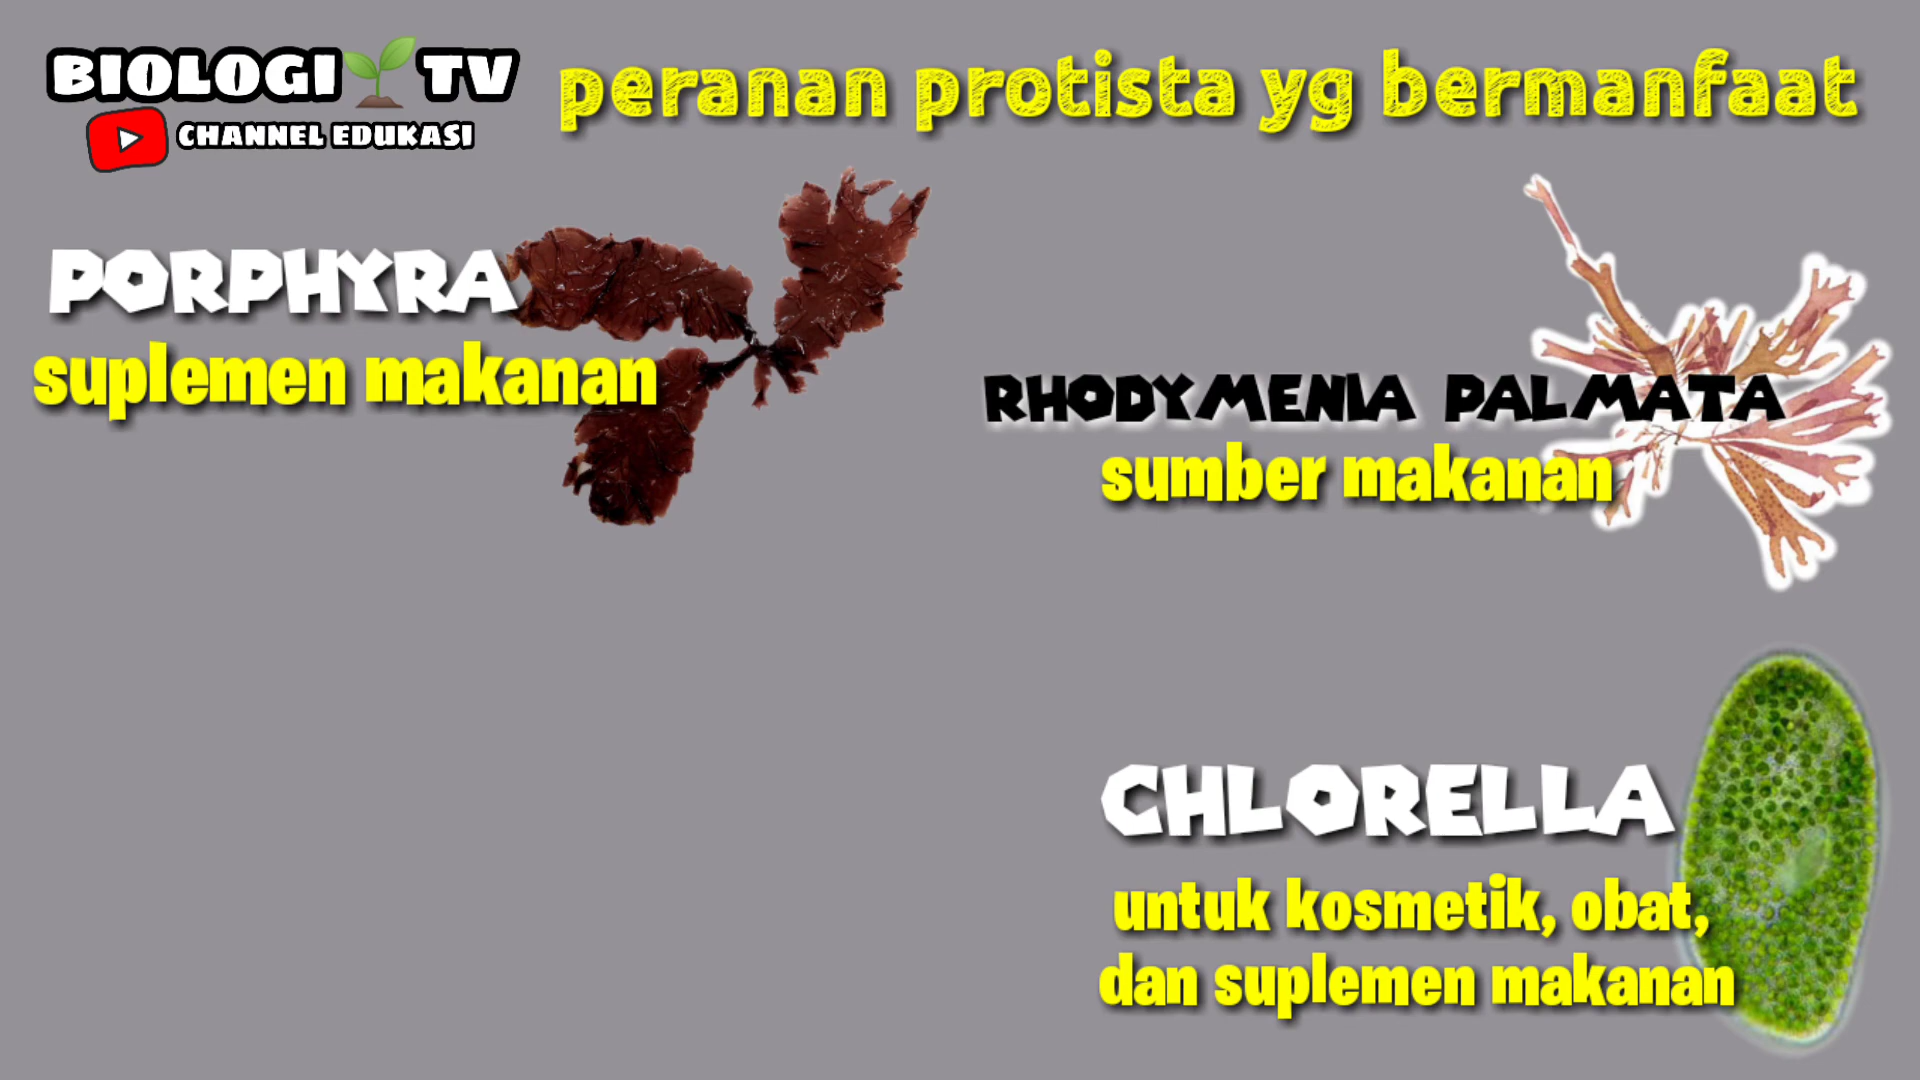 BIOLOGI TV
CHANNEL EDUKASI
peranan protista yg bermanfaat
PORPHYRA
suplemen makanan
RHODYMENIA PALMATA
sumber makanan
CHLORELLA
untuk kosmetik, obat,
dan suplemen makanan